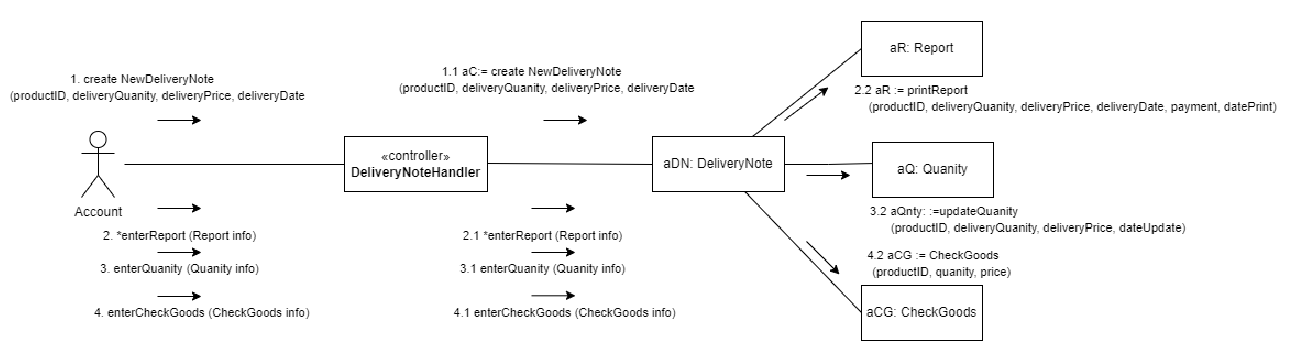 aR: Report
1. create NewDeliveryNote
(productID, deliveryQuanity, deliveryPrice, deliveryDate
1.1 aC:= create NewDeliveryNote
(productID, deliveryQuanity, deliveryPrice, deliveryDate
2.2 aR := printReport
(productID, deliveryQuanity, deliveryPrice, deliveryDate, payment, datePrint)
«controller»
DeliveryNoteHandler
aDN: DeliveryNote
aQ: Quanity
Account
3.2 aQnty: :=updateQuanity
(productID, deliveryQuanity, deliveryPrice, dateUpdate)
2. *enterReport (Report info)
2.1 *enterReport (Report info)
3. enterQuanity (Quanity info)
3.1 enterQuanity (Quanity info)
4.2 aCG := CheckGoods
(productID, quanity, price)
4. enterCheckGoods (CheckGoods info)
4.1 enterCheckGoods (CheckGoods info)
aCG: CheckGoods